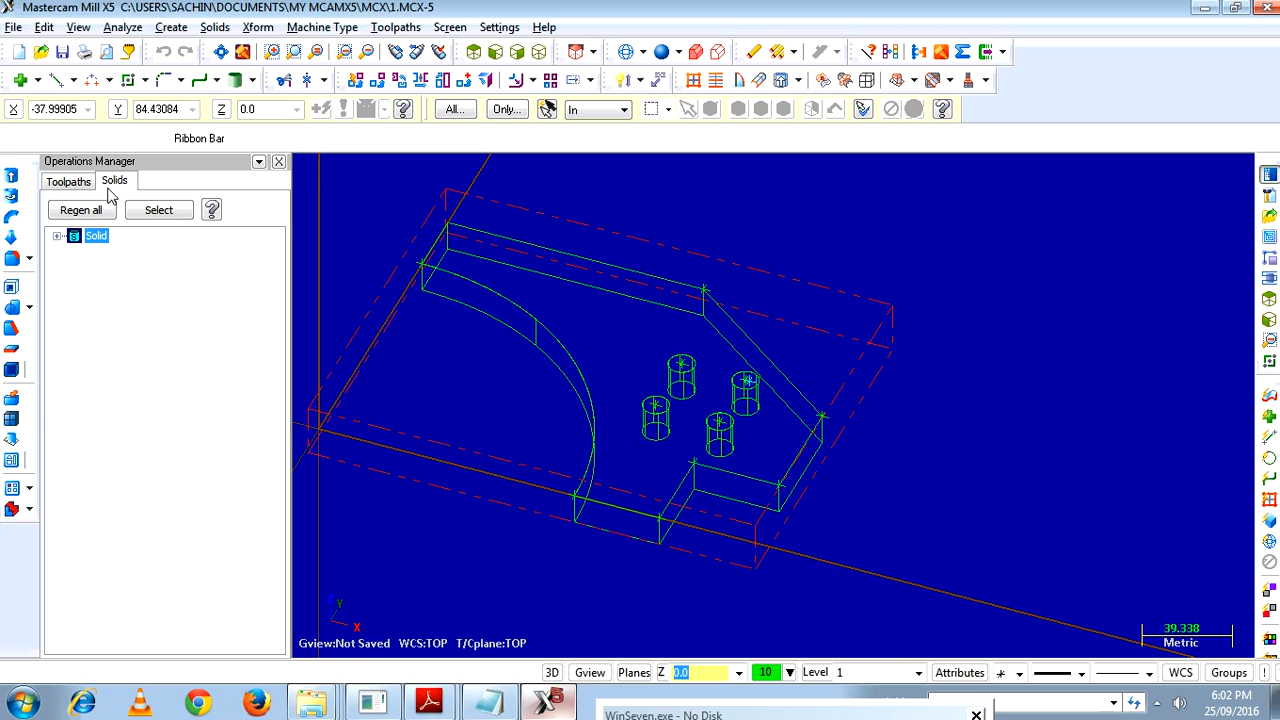 Mastercam Mill X5  C:\USERS\SACHIN\DOCUMENTS\MY MCAMX5\MCX\1.MCX-5
File Edit View Analyze Create Solids Xform Machine Type Toolpaths Screen Settings Help
X -37.99905 Y 84.43084 Z 0.0 All... Only... In
Ribbon Bar
Operations Manager
Toolpaths Solids
Regen all Select
Solid
Y
X
Gview:Not Saved WCS:TOP T/Cplane:TOP
39.338
Metric
3D Gview Planes Z 0.0 10 Level 1 Attributes WCS Groups
6:02 PM
25/09/2016
WinSeven.exe - No Disk